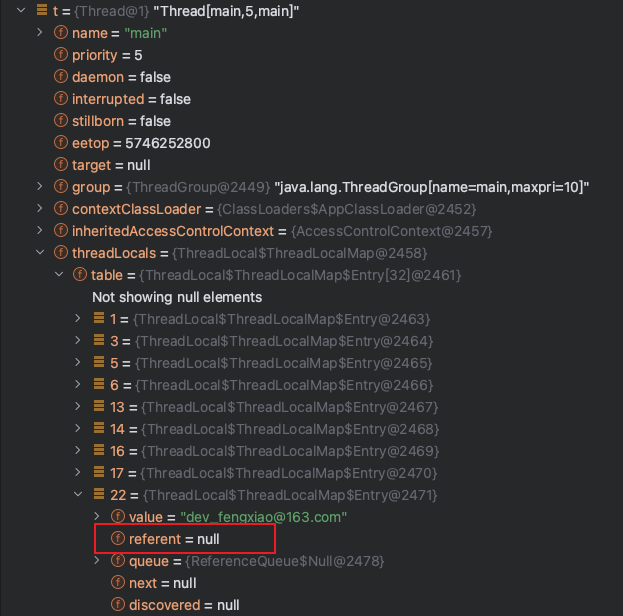 t = {Thread@1} "Thread[main,5,main]"
f name = "main"
f priority = 5
f daemon = false
f interrupted = false
f stillborn = false
f eetop = 5746252800
f target = null
f group = {ThreadGroup@2449} "java.lang.ThreadGroup[name=main,maxpri=10]"
f contextClassLoader = {ClassLoaders$AppClassLoader@2452}
f inheritedAccessControlContext = {AccessControlContext@2457}
f threadLocals = {ThreadLocal$ThreadLocalMap@2458}
f table = {ThreadLocal$ThreadLocalMap$Entry[32]@2461}
Not showing null elements
1 = {ThreadLocal$ThreadLocalMap$Entry@2463}
3 = {ThreadLocal$ThreadLocalMap$Entry@2464}
5 = {ThreadLocal$ThreadLocalMap$Entry@2465}
6 = {ThreadLocal$ThreadLocalMap$Entry@2466}
13 = {ThreadLocal$ThreadLocalMap$Entry@2467}
14 = {ThreadLocal$ThreadLocalMap$Entry@2468}
16 = {ThreadLocal$ThreadLocalMap$Entry@2469}
17 = {ThreadLocal$ThreadLocalMap$Entry@2470}
22 = {ThreadLocal$ThreadLocalMap$Entry@2471}
f value = "dev_fengxiao@163.com"
f referent = null
f queue = {ReferenceQueue$Null@2478}
f next = null
f discovered = null